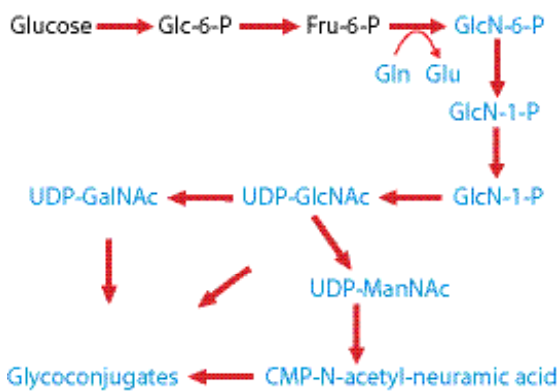 Glucose Glc-6-P Fru-6-P GlcN-6-P
Gln Glu
GlcN-1-P
UDP-GalNAc UDP-GlcNAc GlcN-1-P
UDP-ManNAc
Glycoconjugates CMP-N-acetyl-neuramic acid